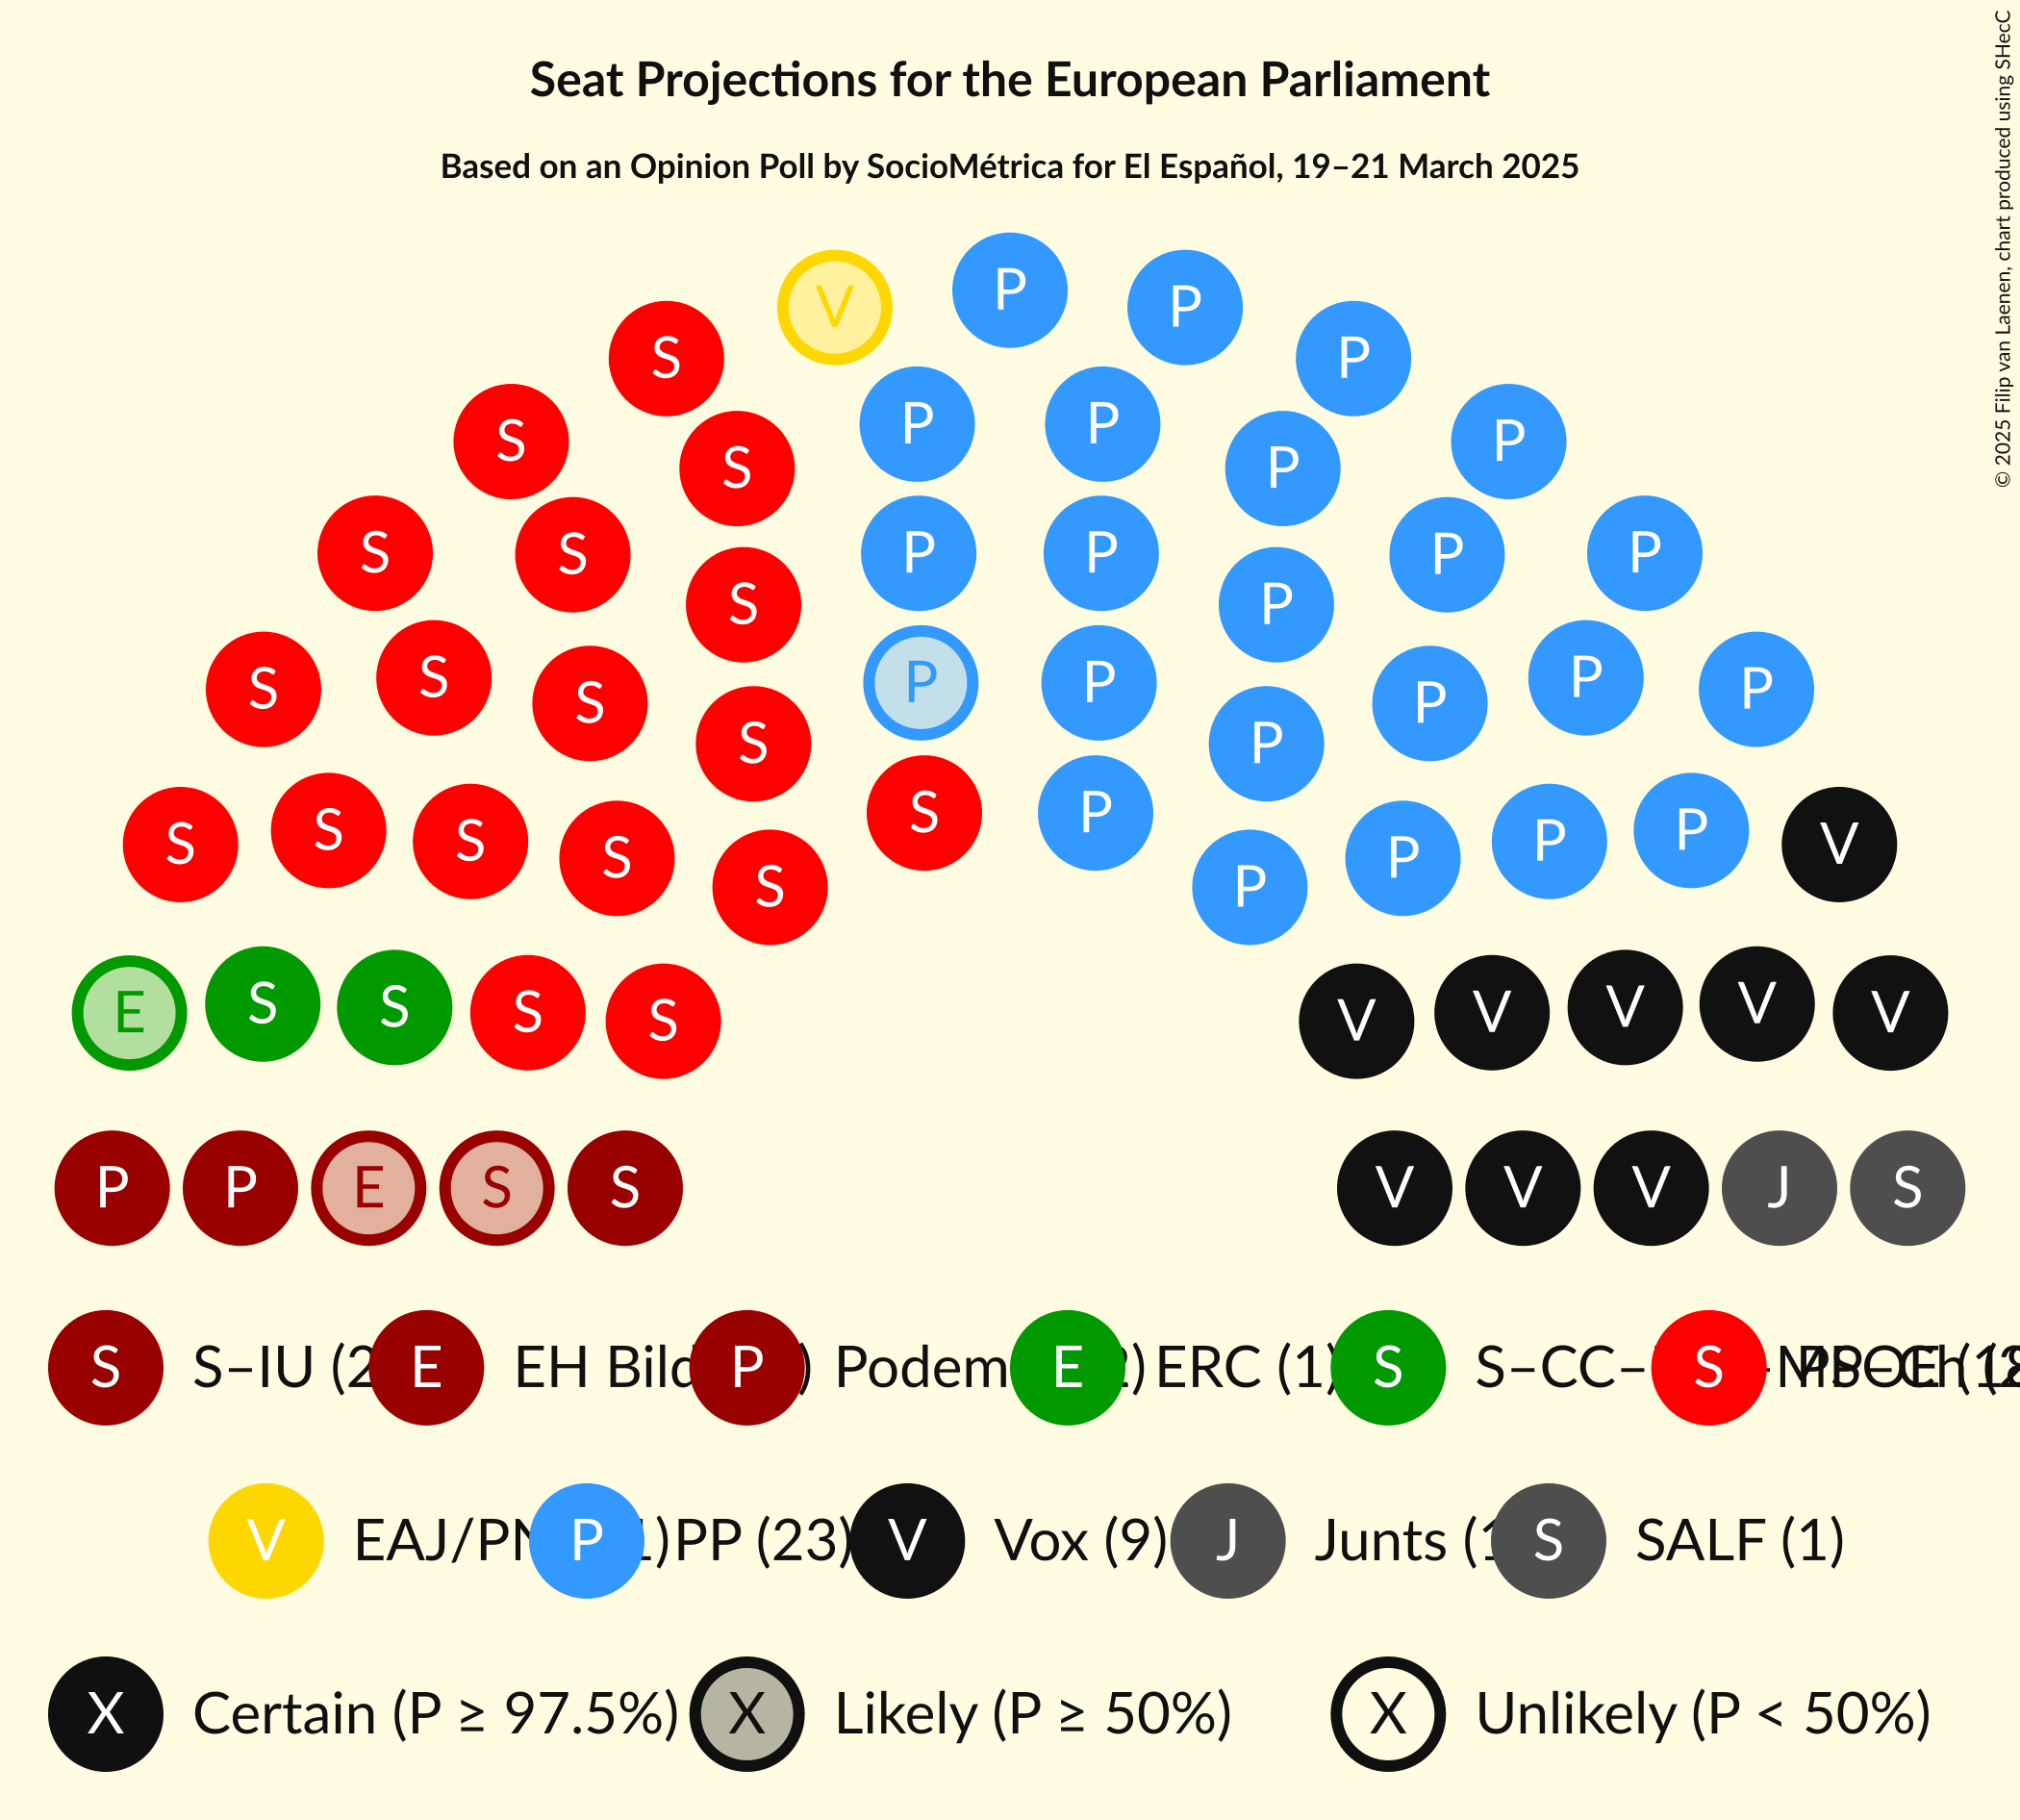 Seat Projections for the European Parliament
Based on an Opinion Poll by SocioMétrica for El Español, 19–21 March 2025
© 2025 Filip van Laenen, chart produced using SHecC
P
V P
S P
S S P P
S P P
S S P P P P
S P P
S S P P P P
S S P P
S P P
S S S P P P
S S S P P V
E S S S S V V V V V
P P E S S V V V J S
S S–IU (2 E EH Bild P ) Podem E 2) ERC (1) S S–CC– S PSOE (18
V EAJ/PN P 1) PP (23) V Vox (9) J Junts (1 S SALF (1)
X Certain (P ≥ 97.5%) X Likely (P ≥ 50%) X Unlikely (P < 50%)